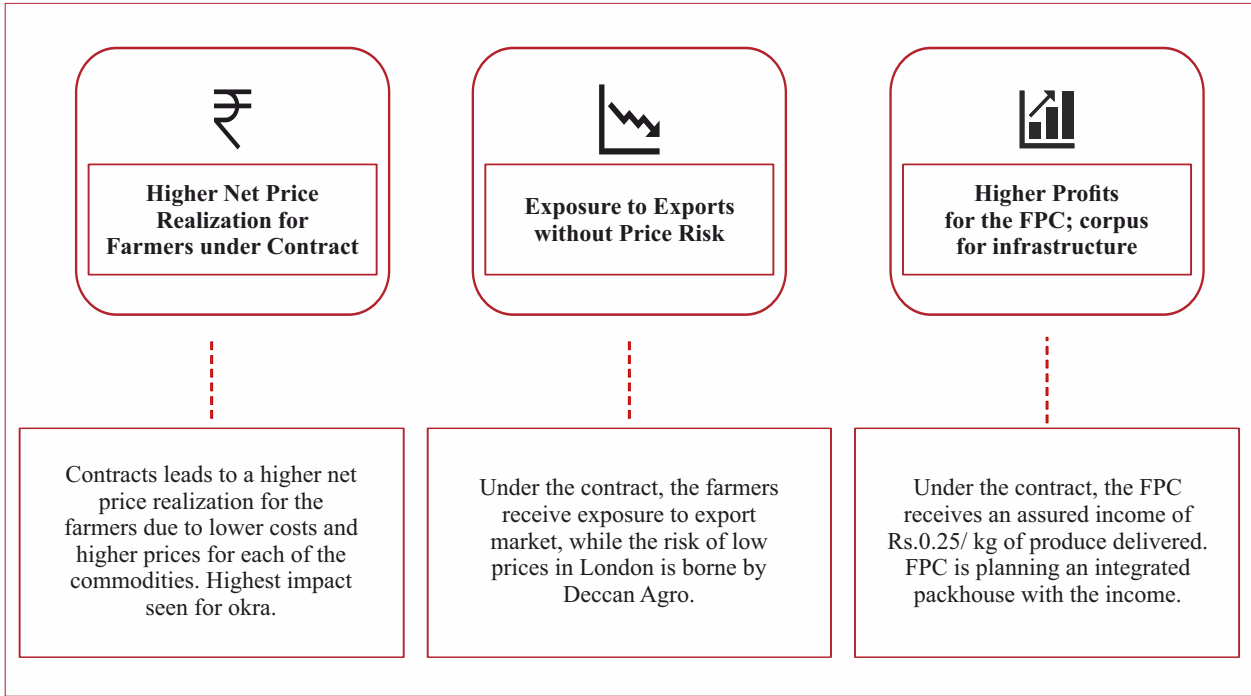 ₹
Higher Net Price
Realization for
Farmers under Contract
Exposure to Exports
without Price Risk
Higher Profits
for the FPC; corpus
for infrastructure
Contracts leads to a higher net
price realization for the
farmers due to lower costs and
higher prices for each of the
commodities. Highest impact
seen for okra.
Under the contract, the farmers
receive exposure to export
market, while the risk of low
prices in London is borne by
Deccan Agro.
Under the contract, the FPC
receives an assured income of
Rs.0.25/ kg of produce delivered.
FPC is planning an integrated
packhouse with the income.